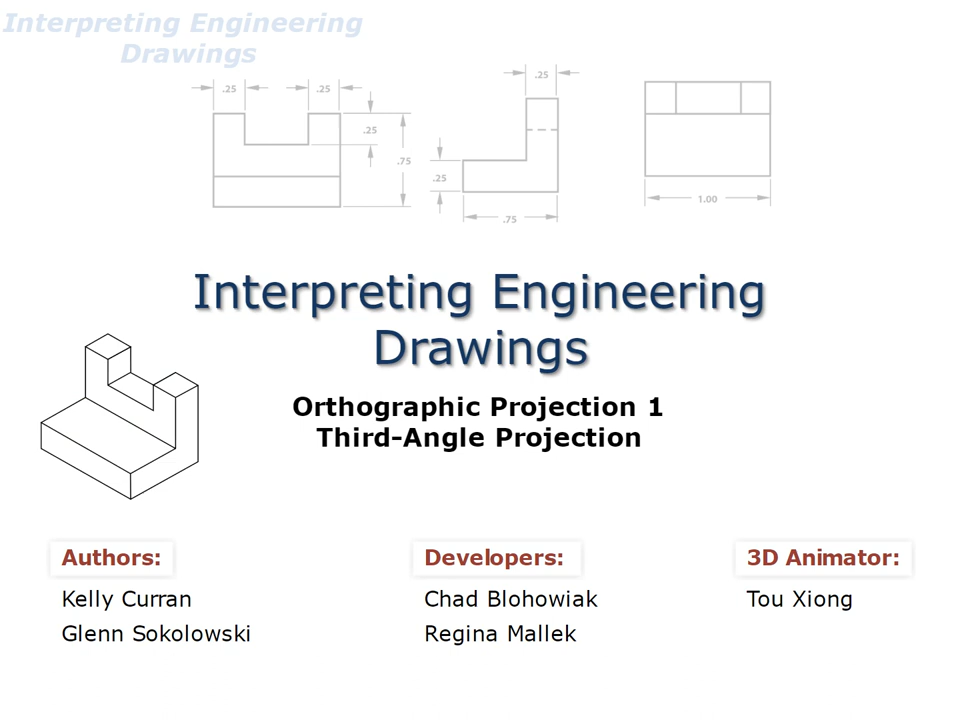 Interpreting Engineering
Drawings
.25
.25
.25
.75
.25
.25
.75
1.00
Interpreting Engineering
Drawings
Orthographic Projection 1
Third-Angle Projection
Authors:
Kelly Curran
Glenn Sokolowski
Developers:
Chad Blohowiak
Regina Mallek
3D Animator:
Tou Xiong